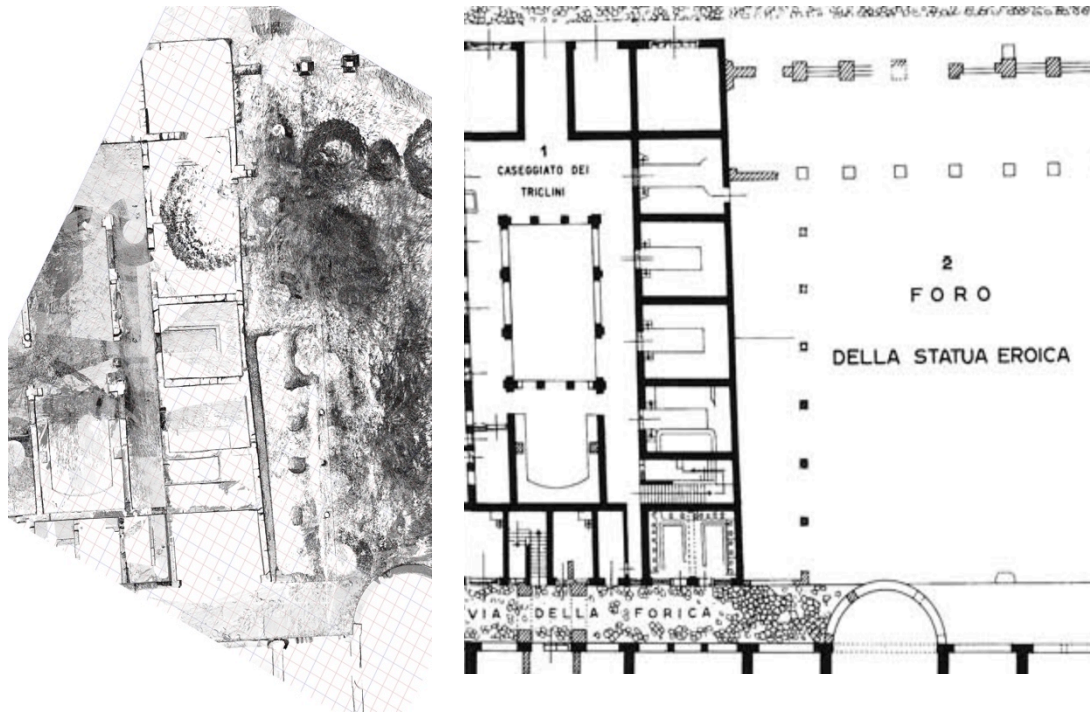 1
CASEGGIATO DEI
TRICLINI
2
FORO
DELLA STATUA EROICA
VIA DELLA FORICA